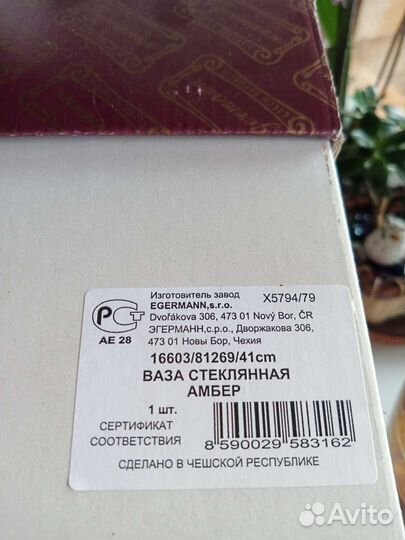 Изготовитель завод
EGERMANN,s.r.o.
X5794/79
Dvořákova 306, 473 01 Nový Bor, ČR
ЭГЕРМАНН,с.р.о., Дворжакова 306,
473 01 Новы Бор, Чехия
РСТ
AE 28
16603/81269/41cm
ВАЗА СТЕКЛЯННАЯ
АМБЕР
1 шт.
СЕРТИФИКАТ
СООТВЕТСТВИЯ
8 590029 583162
СДЕЛАНО В ЧЕШСКОЙ РЕСПУБЛИКЕ
Avito